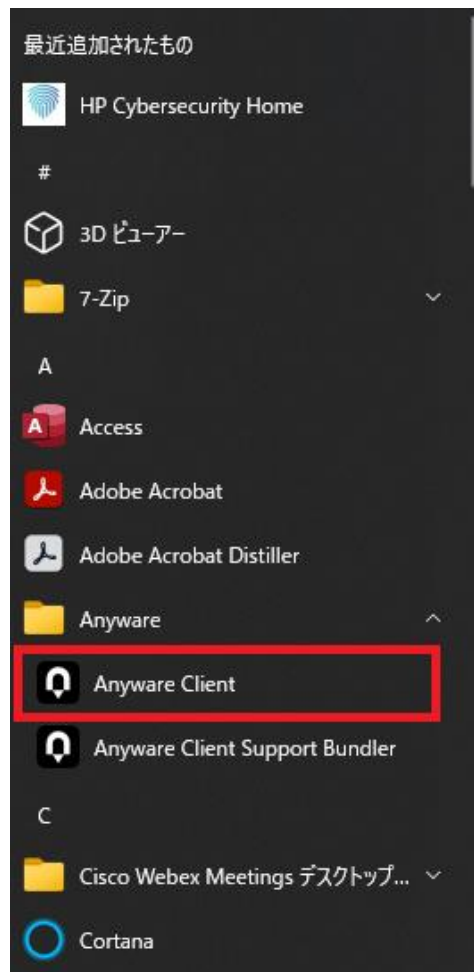 最近追加されたもの
HP Cybersecurity Home
#
3D ビューアー
7-Zip
A
Access
Adobe Acrobat
Adobe Acrobat Distiller
Anyware
Anyware Client
Anyware Client Support Bundler
C
Cisco Webex Meetings デスクトップ...
Cortana